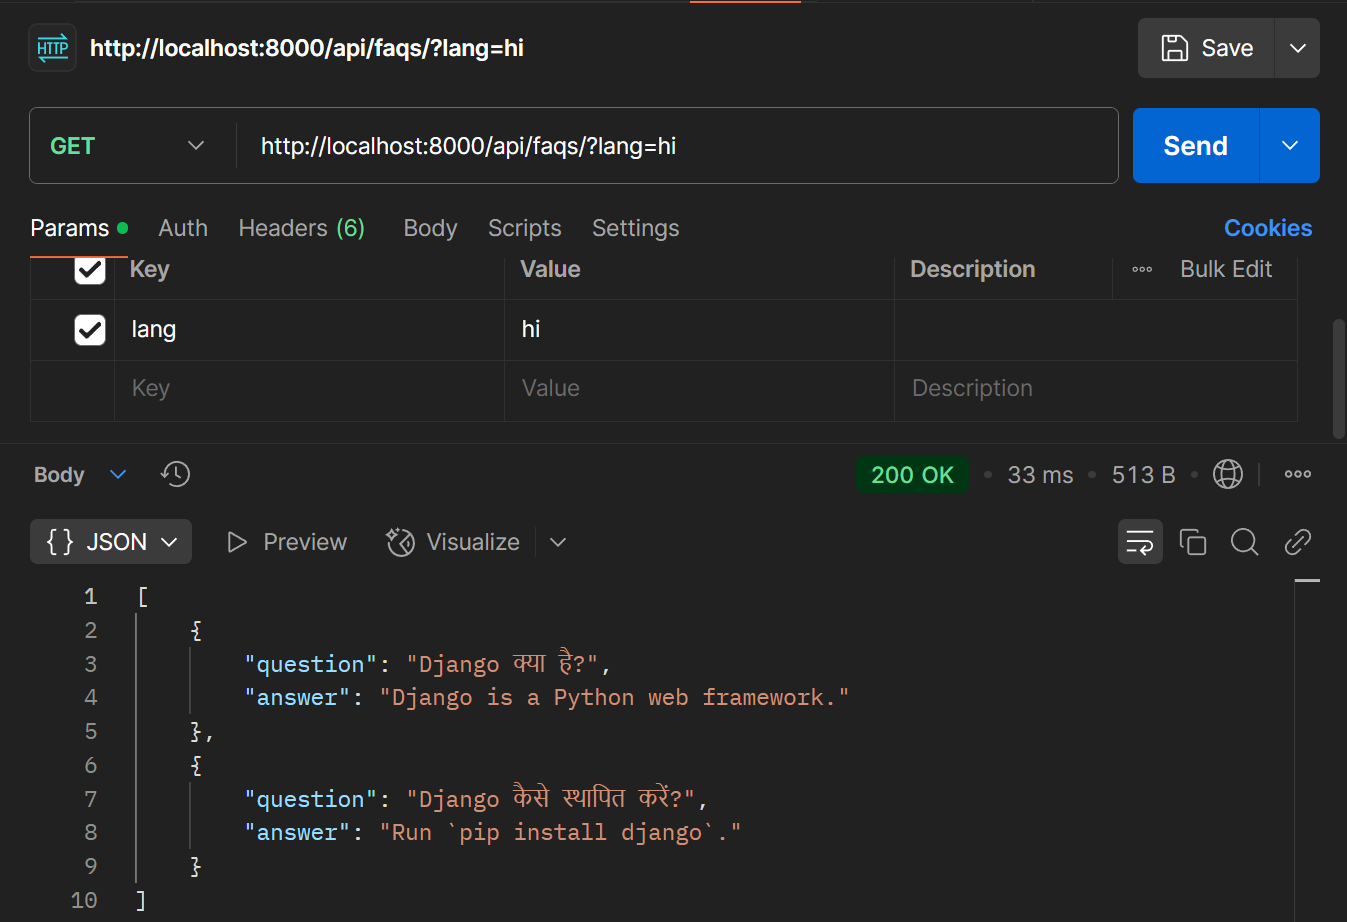 HTTP http://localhost:8000/api/faqs/?lang=hi Save
GET http://localhost:8000/api/faqs/?lang=hi Send
Params Auth Headers (6) Body Scripts Settings Cookies
Key Value Description Bulk Edit
lang hi
Key Value Description
Body 200 OK 33 ms 513 B
{} JSON Preview Visualize
1 [
2 {
3 "question": "Django क्या है?",
4 "answer": "Django is a Python web framework."
5 },
6 {
7 "question": "Django कैसे स्थापित करें?",
8 "answer": "Run `pip install django`."
9 }
10 ]